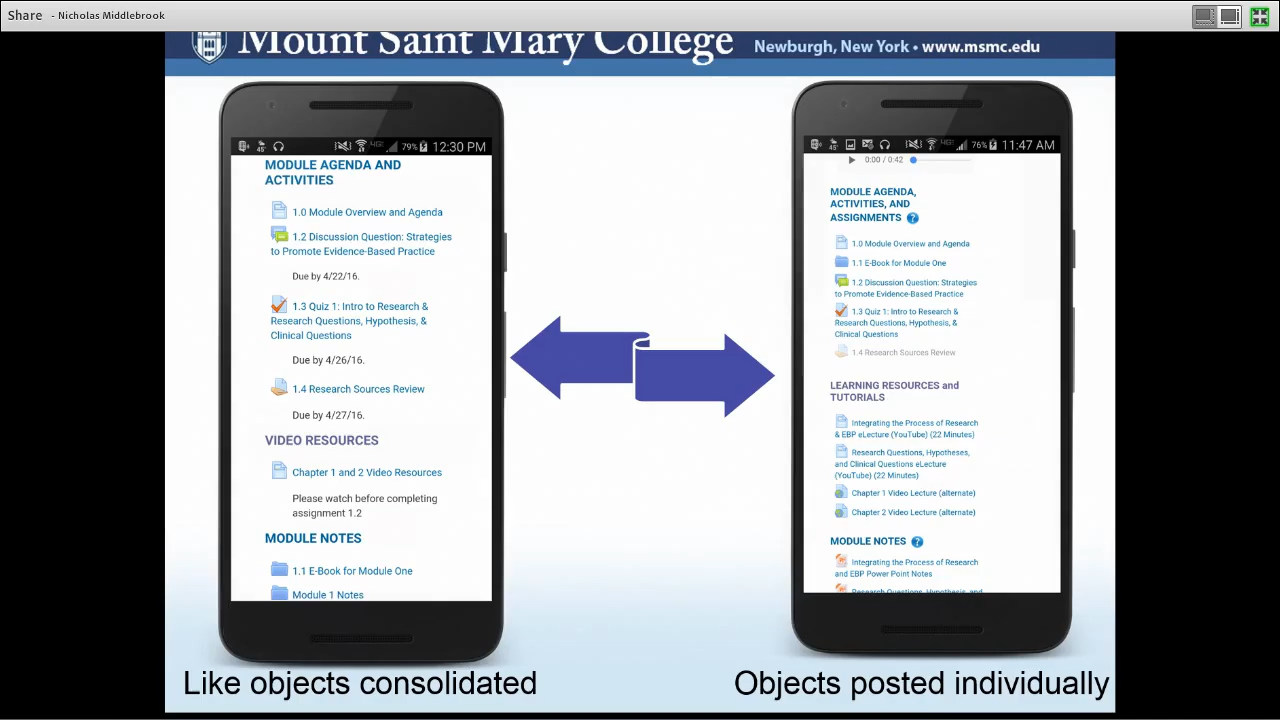 Share - Nicholas Middlebrook
Mount Saint Mary College Newburgh, New York • www.msmc.edu
45° 4G LTE 79% 12:30 PM
MODULE AGENDA AND
ACTIVITIES
1.0 Module Overview and Agenda
1.2 Discussion Question: Strategies
to Promote Evidence-Based Practice
Due by 4/22/16.
1.3 Quiz 1: Intro to Research &
Research Questions, Hypothesis, &
Clinical Questions
Due by 4/26/16.
1.4 Research Sources Review
Due by 4/27/16.
VIDEO RESOURCES
Chapter 1 and 2 Video Resources
Please watch before completing
assignment 1.2
MODULE NOTES
1.1 E-Book for Module One
Module 1 Notes
Like objects consolidated
45° 4G LTE 76% 11:47 AM
0:00 / 0:42
MODULE AGENDA,
ACTIVITIES, AND
ASSIGNMENTS ?
1.0 Module Overview and Agenda
1.1 E-Book for Module One
1.2 Discussion Question: Strategies
to Promote Evidence-Based Practice
1.3 Quiz 1: Intro to Research &
Research Questions, Hypothesis, &
Clinical Questions
1.4 Research Sources Review
LEARNING RESOURCES and
TUTORIALS
Integrating the Process of Research
& EBP eLecture (YouTube) (22 Minutes)
Research Questions, Hypotheses,
and Clinical Questions eLecture
(YouTube) (22 Minutes)
Chapter 1 Video Lecture (alternate)
Chapter 2 Video Lecture (alternate)
MODULE NOTES ?
Integrating the Process of Research
and EBP Power Point Notes
Research Questions, Hypothesis, and
Objects posted individually